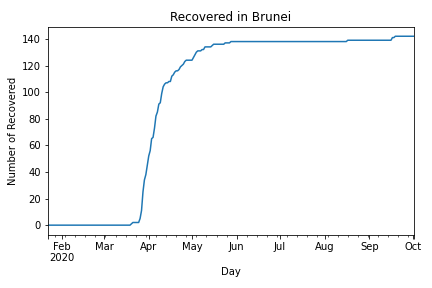 Recovered in Brunei
Number of Recovered
140
120
100
80
60
40
20
0
Feb Mar Apr May Jun Jul Aug Sep Oct
2020
Day